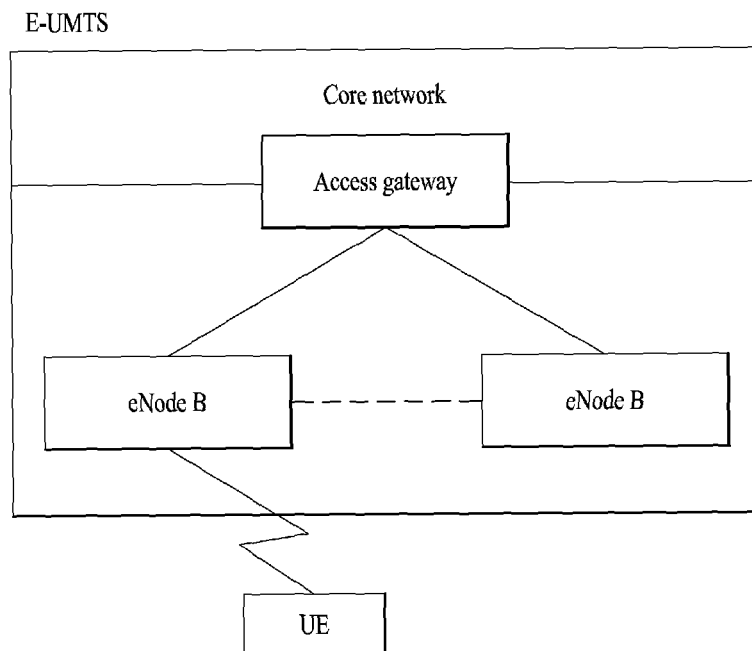 E-UMTS
Core network
Access gateway
eNode B
eNode B
UE